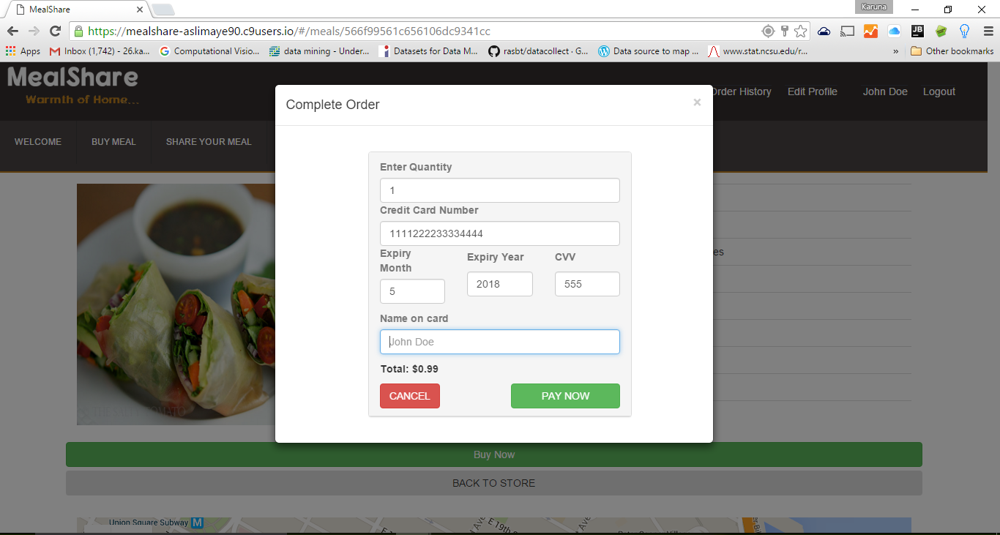 MealShare
Karuna
https://mealshare-aslimaye90.c9users.io/#/meals/566f99561c656106dc9341cc
Apps
Inbox (1,742) - 26.ka...
Computational Visio...
data mining - Under...
Datasets for Data M...
rasbt/datacollect · G...
Data source to map ...
www.stat.ncsu.edu/r...
»
Other bookmarks
MealShare
Warmth of Home...
Order History
Edit Profile
John Doe
Logout
WELCOME
BUY MEAL
SHARE YOUR MEAL
Complete Order
×
Enter Quantity
1
Credit Card Number
1111222233334444
Expiry
Month
Expiry Year
CVV
5
2018
555
Name on card
John Doe
Total: $0.99
CANCEL
PAY NOW
Buy Now
BACK TO STORE
Union Square Subway M
E 19th